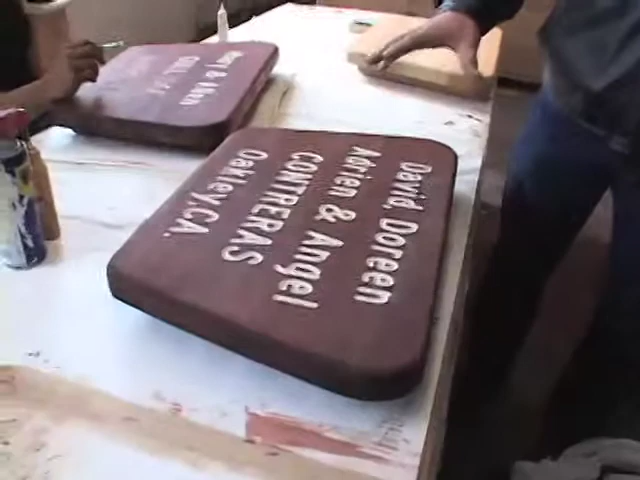 David, Doreen
Adrien & Angel
CONTRERAS
Oakley, CA.